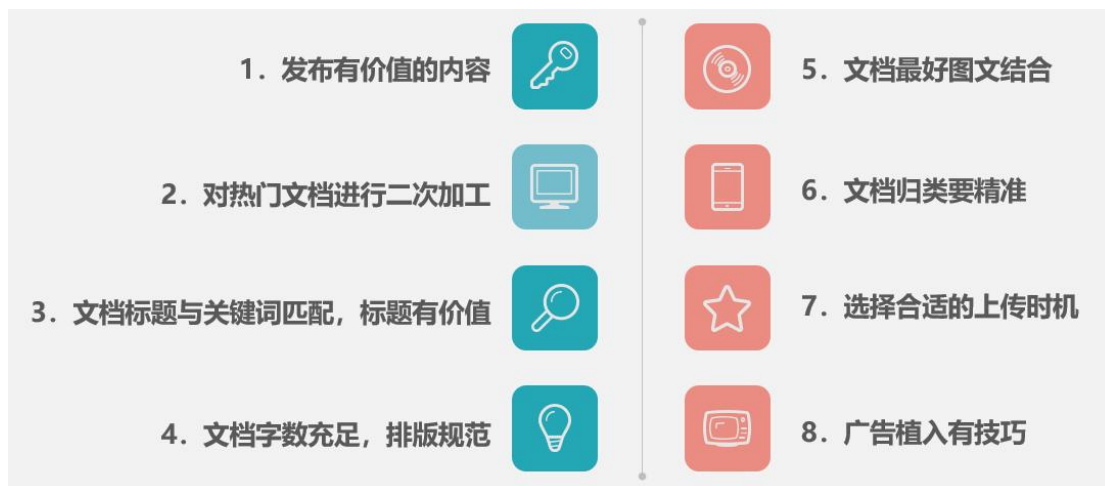 1. 发布有价值的内容
2. 对热门文档进行二次加工
3. 文档标题与关键词匹配，标题有价值
4. 文档字数充足，排版规范
5. 文档最好图文结合
6. 文档归类要精准
7. 选择合适的上传时机
8. 广告植入有技巧